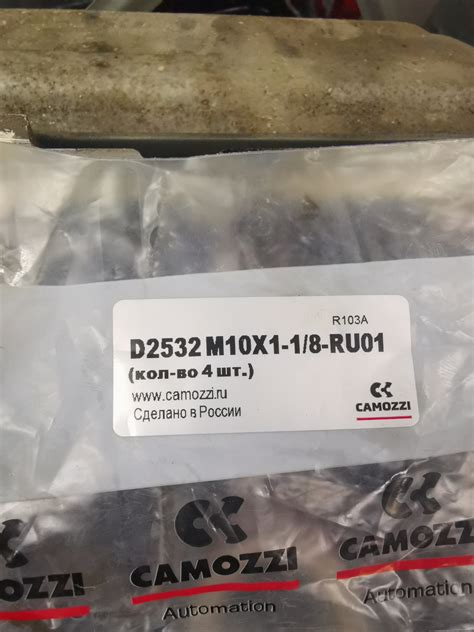 R103A
D2532 M10X1-1/8-RU01
(кол-во 4 шт.)
www.camozzi.ru
Сделано в России
CAMOZZI
CAMOZZI
CAMOZZI
Automation
CAMOZZI
Automation